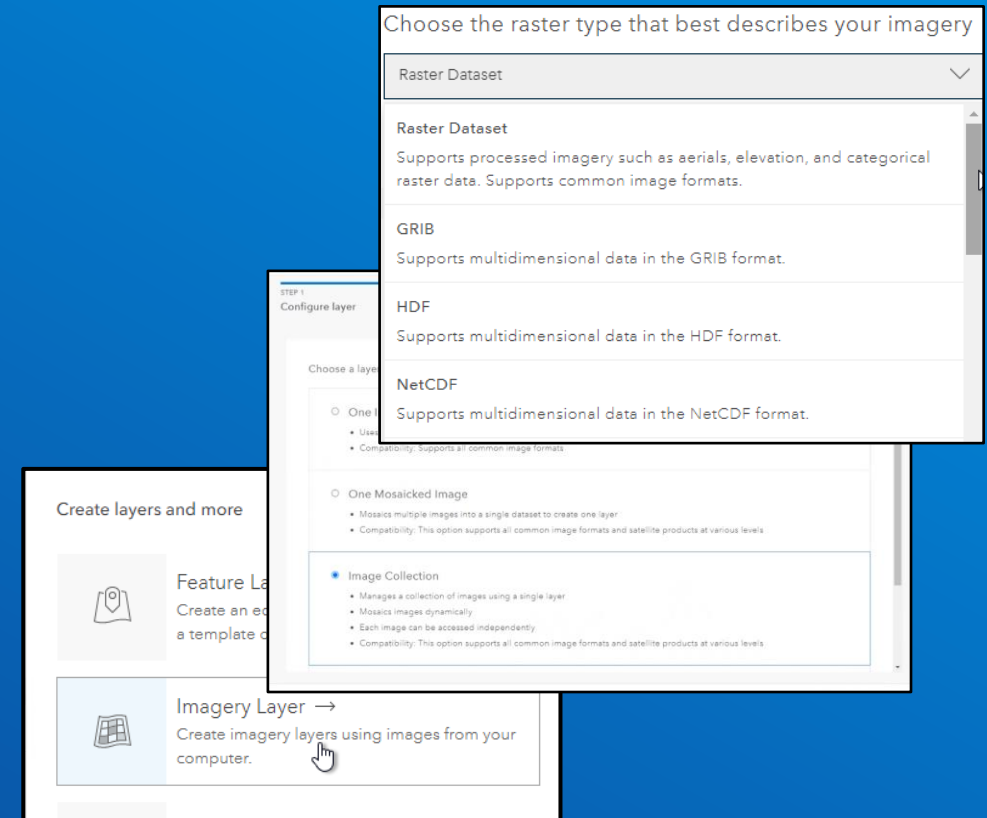 Choose the raster type that best describes your imagery
Raster Dataset
Raster Dataset
Supports processed imagery such as aerials, elevation, and categorical
raster data. Supports common image formats.
GRIB
Supports multidimensional data in the GRIB format.
HDF
Supports multidimensional data in the HDF format.
NetCDF
Supports multidimensional data in the NetCDF format.
STEP 1
Configure layer
Choose a
One
• Uses
• Compatibility: Supports all common image formats
One Mosaicked Image
• Mosaics multiple images into a single dataset to create one layer
• Compatibility: This option supports all common image formats and satellite products at various levels
Image Collection
• Manages a collection of images using a single layer
• Mosaics images dynamically
• Each image can be accessed independently
• Compatibility: This option supports all common image formats and satellite products at various levels
Create layers and more
Feature
Create an
a template
Imagery Layer →
Create imagery layers using images from your
computer.